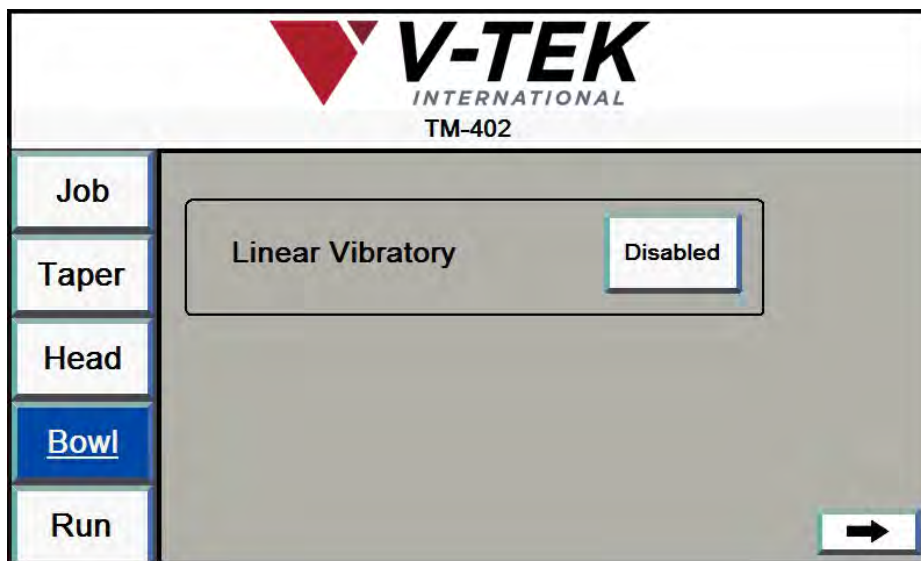 V-TEK
INTERNATIONAL
TM-402
Job
Taper
Head
Bowl
Run
Linear Vibratory
Disabled